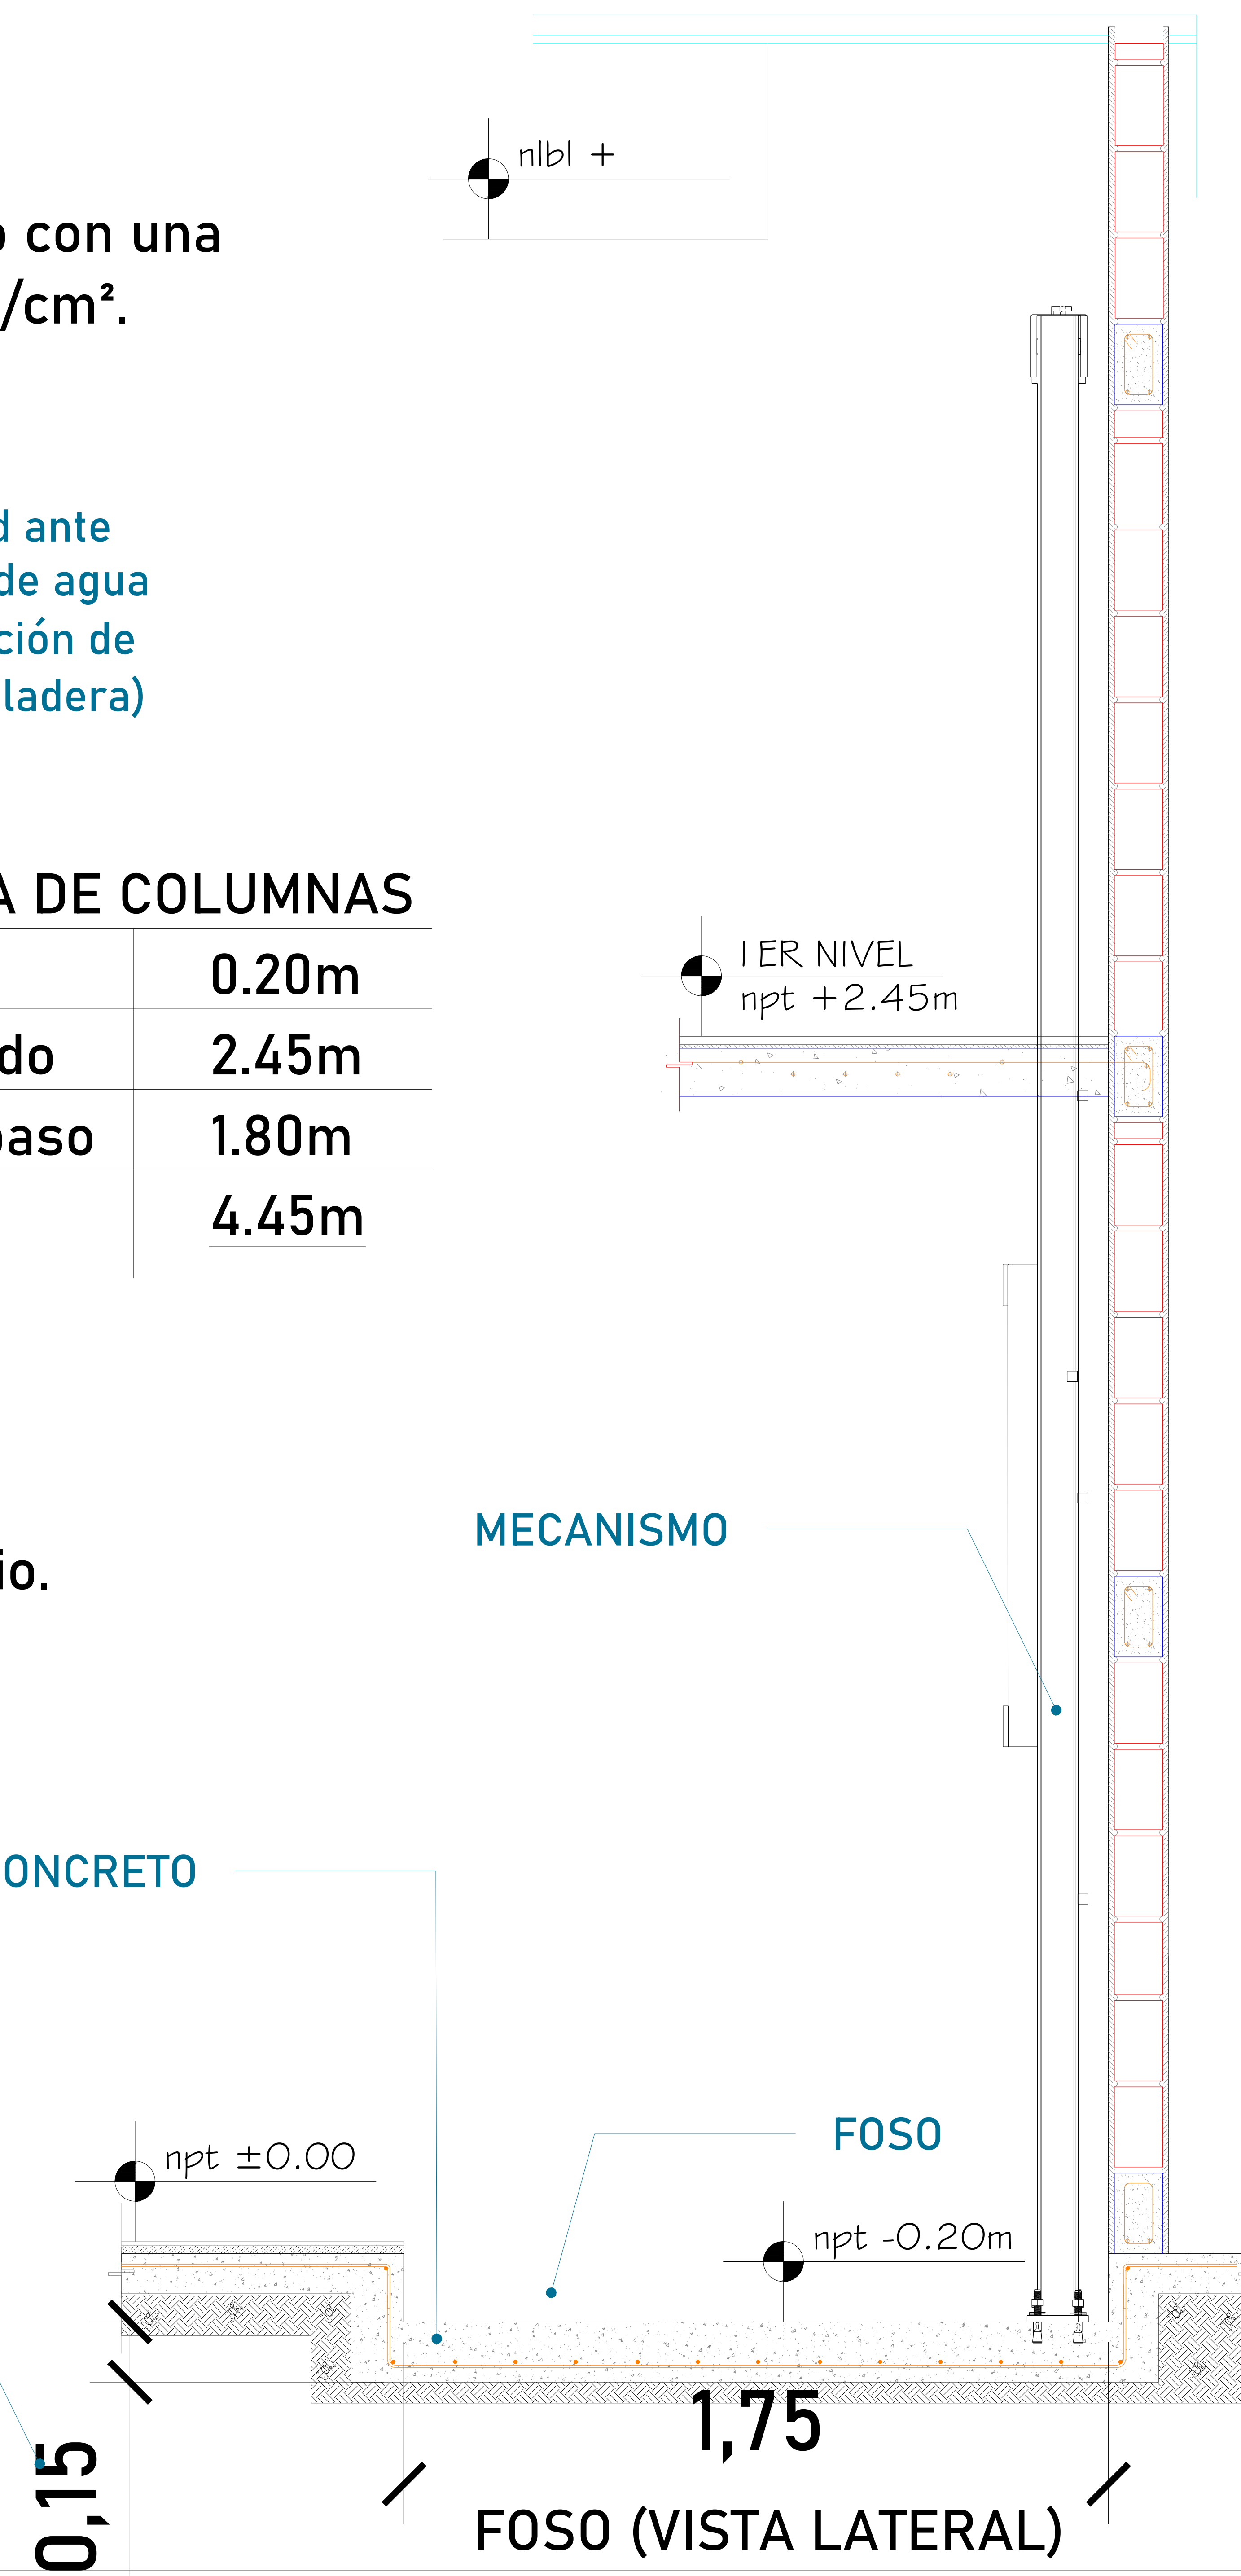 nlbl +
o con una
/cm².
d ante
de agua
ción de
ladera)
A DE COLUMNAS
0.20m
do 2.45m
paso 1.80m
4.45m
1 ER NIVEL
npt +2.45m
MECANISMO
io.
ONCRETO
FOSO
npt ±0.00
npt -0.20m
1,75
0,15
FOSO (VISTA LATERAL)